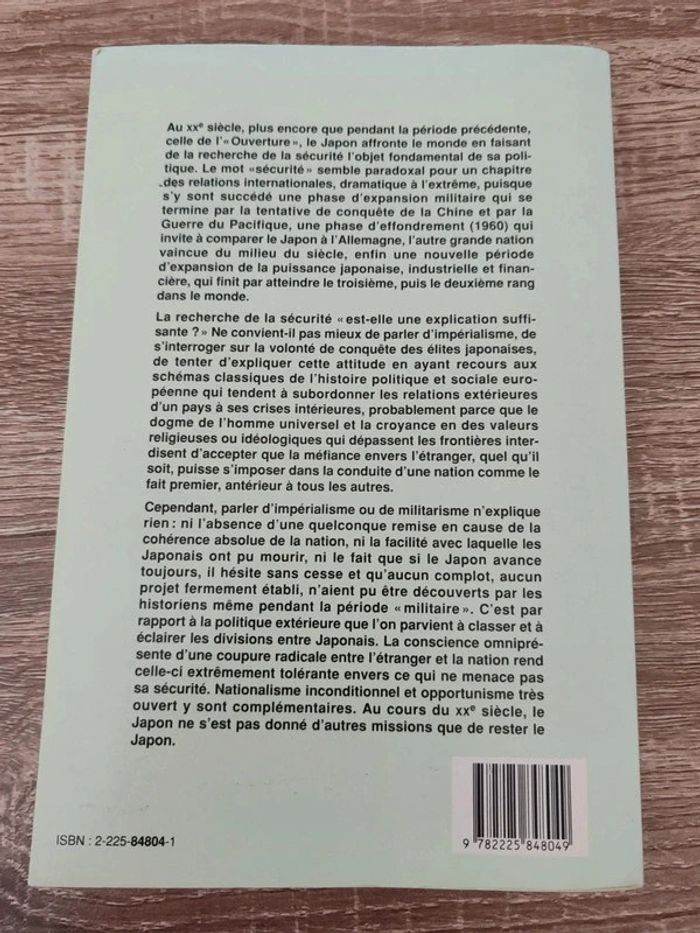 Au XXe siècle, plus encore que pendant la période précédente,
celle de l'«Ouverture», le Japon affronte le monde en faisant
de la recherche de la sécurité l'objet fondamental de sa poli-
tique. Le mot «sécurité» semble paradoxal pour un chapitre
des relations internationales, dramatique à l'extrême, puisque
s'y sont succédé une phase d'expansion militaire qui se
termine par la tentative de conquête de la Chine et par la
Guerre du Pacifique, une phase d'effondrement (1960) qui
invite à comparer le Japon à l'Allemagne, l'autre grande nation
vaincue du milieu du siècle, enfin une nouvelle période
d'expansion de la puissance japonaise, industrielle et finan-
cière, qui finit par atteindre le troisième, puis le deuxième rang
dans le monde.
La recherche de la sécurité «est-elle une explication suffi-
sante ?» Ne convient-il pas mieux de parler d'impérialisme, de
s'interroger sur la volonté de conquête des élites japonaises,
de tenter d'expliquer cette attitude en ayant recours aux
schémas classiques de l'histoire politique et sociale euro-
péenne qui tendent à subordonner les relations extérieures
d'un pays à ses crises intérieures, probablement parce que le
dogme de l'homme universel et la croyance en des valeurs
religieuses ou idéologiques qui dépassent les frontières inter-
disent d'accepter que la méfiance envers l'étranger, quel qu'il
soit, puisse s'imposer dans la conduite d'une nation comme le
fait premier, antérieur à tous les autres.
Cependant, parler d'impérialisme ou de militarisme n'explique
rien : ni l'absence d'une quelconque remise en cause de la
cohérence absolue de la nation, ni la facilité avec laquelle les
Japonais ont pu mourir, ni le fait que si le Japon avance
toujours, il hésite sans cesse et qu'aucun complot, aucun
projet fermement établi, n'aient pu être découverts par les
historiens même pendant la période «militaire». C'est par
rapport à la politique extérieure que l'on parvient à classer et à
éclairer les divisions entre Japonais. La conscience omnipré-
sente d'une coupure radicale entre l'étranger et la nation rend
celle-ci extrêmement tolérante envers ce qui ne menace pas
sa sécurité. Nationalisme inconditionnel et opportunisme très
ouvert y sont complémentaires. Au cours du XXe siècle, le
Japon ne s'est pas donné d'autres missions que de rester le
Japon.
ISBN : 2-225-84804-1
9 782225 848049